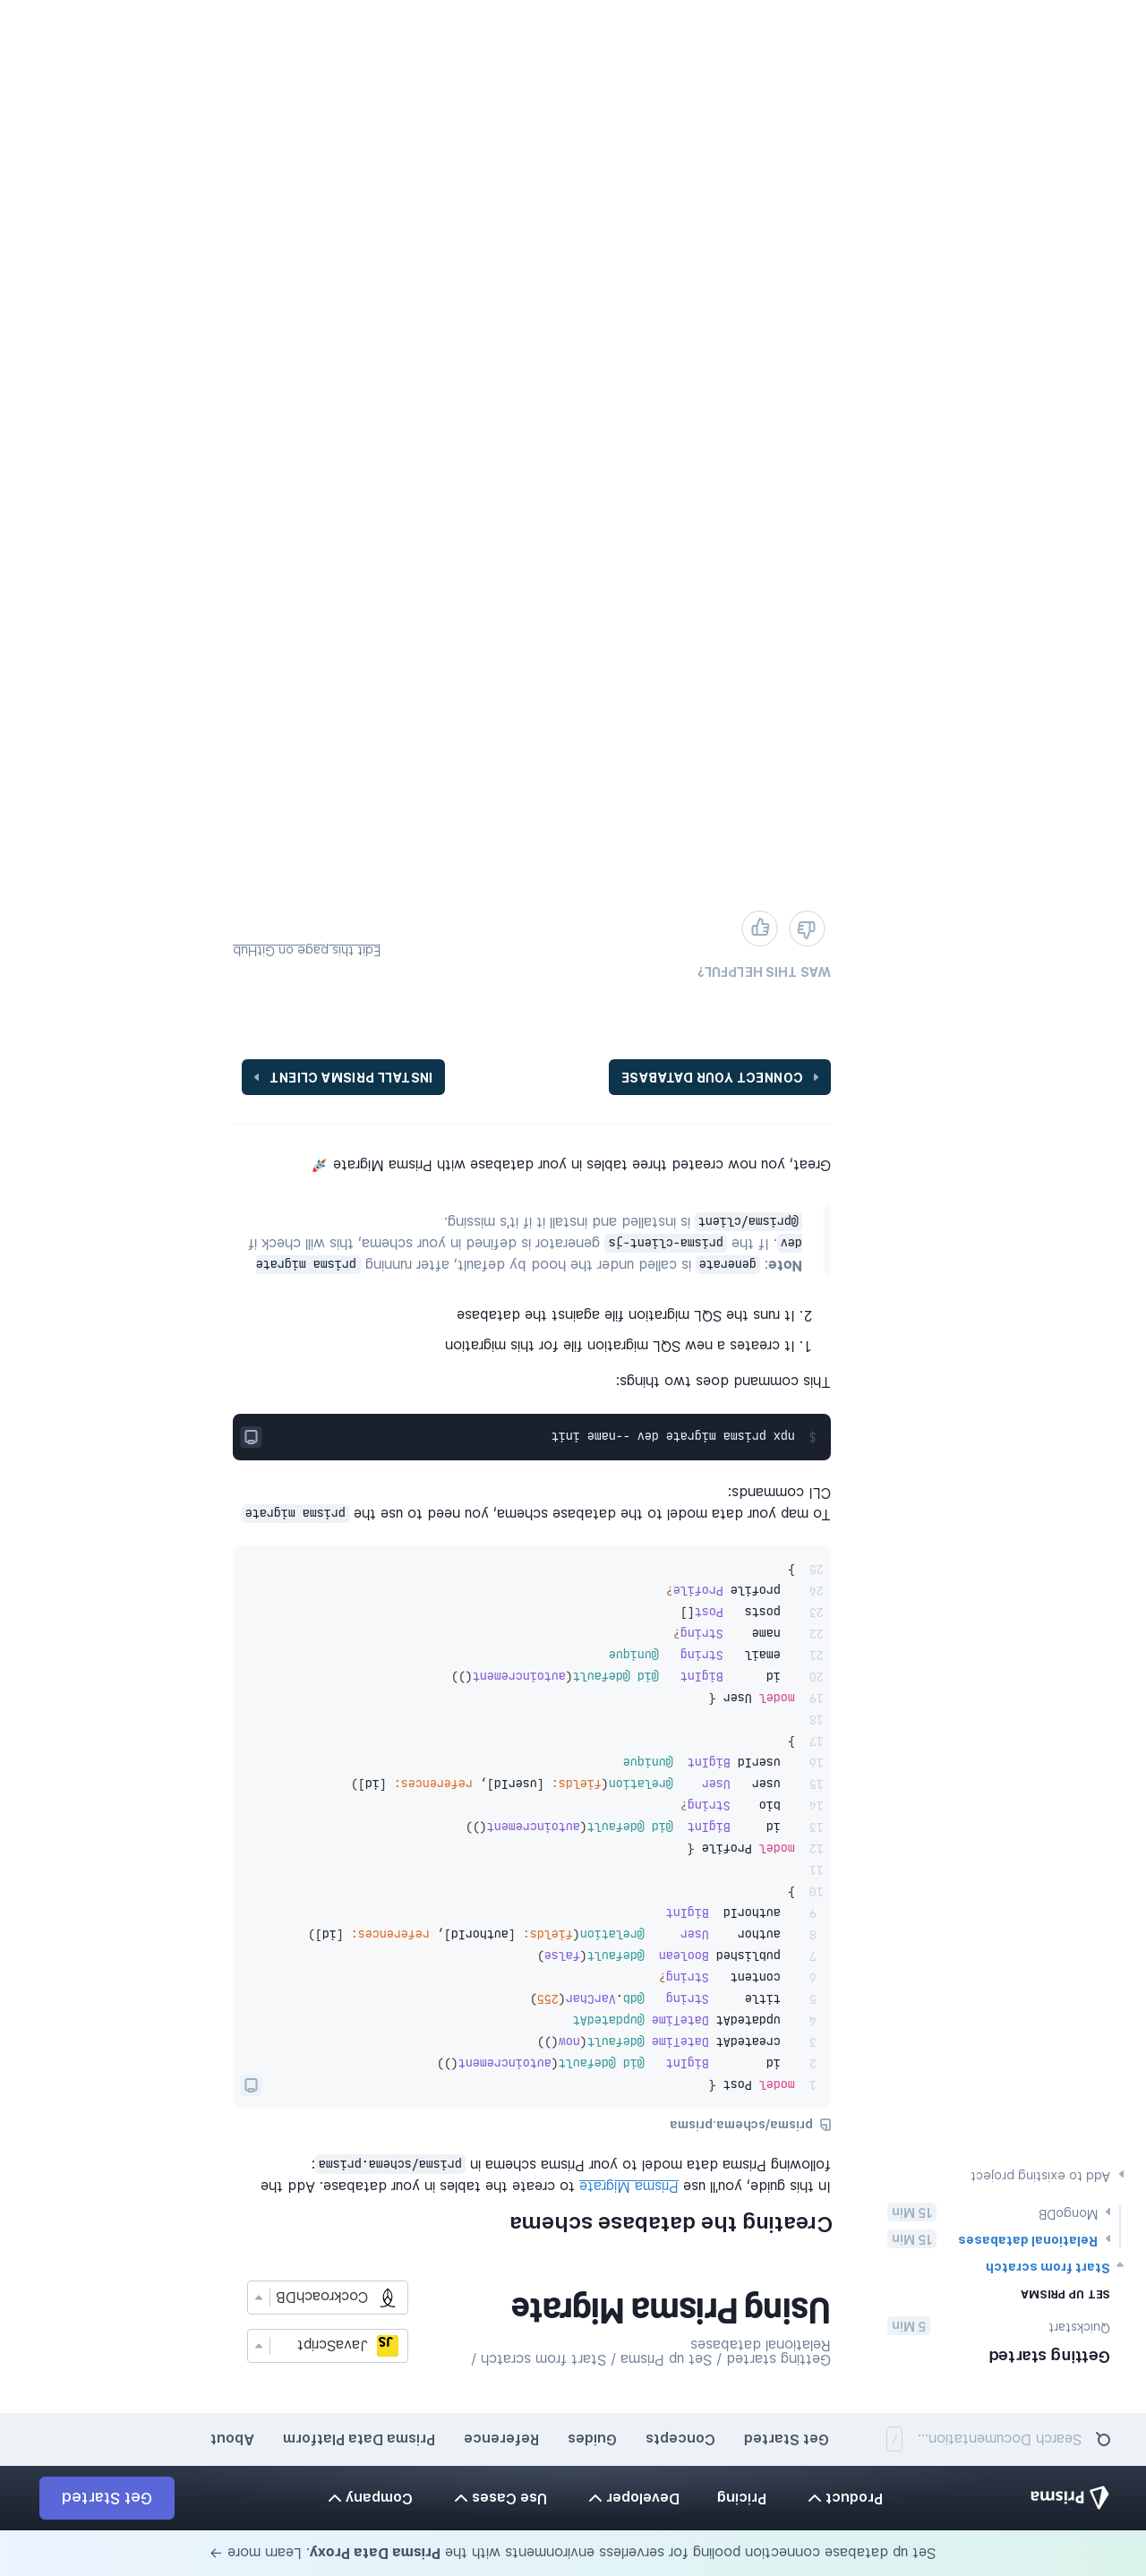 Set up database connection pooling for serverless environments with the Prisma Data Proxy. Learn more →
Prisma
Product
Pricing
Developer
Use Cases
Company
Get Started
Search Documentation...
/
Get Started
Concepts
Guides
Reference
Prisma Data Platform
About
Getting started
Quickstart
5 Min
SET UP PRISMA
Start from scratch
Relational databases
15 Min
MongoDB
15 Min
Add to existing project
Getting started / Set up Prisma / Start from scratch /
Relational databases
Using Prisma Migrate
JS JavaScript
CockroachDB
Creating the database schema
In this guide, you'll use Prisma Migrate to create the tables in your database. Add the
following Prisma data model to your Prisma schema in prisma/schema.prisma:
prisma/schema.prisma
1 model Post {
2   id        BigInt   @id @default(autoincrement())
3   createdAt DateTime @default(now())
4   updatedAt DateTime @updatedAt
5   title     String   @db.VarChar(255)
6   content   String?
7   published Boolean  @default(false)
8   author    User     @relation(fields: [authorId], references: [id])
9   authorId  BigInt
10 }
11
12 model Profile {
13   id     BigInt  @id @default(autoincrement())
14   bio    String?
15   user   User    @relation(fields: [userId], references: [id])
16   userId BigInt  @unique
17 }
18
19 model User {
20   id      BigInt   @id @default(autoincrement())
21   email   String   @unique
22   name    String?
23   posts   Post[]
24   profile Profile?
25 }
To map your data model to the database schema, you need to use the prisma migrate
CLI commands:
$ npx prisma migrate dev --name init
This command does two things:
1. It creates a new SQL migration file for this migration
2. It runs the SQL migration file against the database
Note: generate is called under the hood by default, after running prisma migrate
dev. If the prisma-client-js generator is defined in your schema, this will check if
@prisma/client is installed and install it if it's missing.
Great, you now created three tables in your database with Prisma Migrate 🚀
CONNECT YOUR DATABASE
INSTALL PRISMA CLIENT
WAS THIS HELPFUL?
Edit this page on GitHub